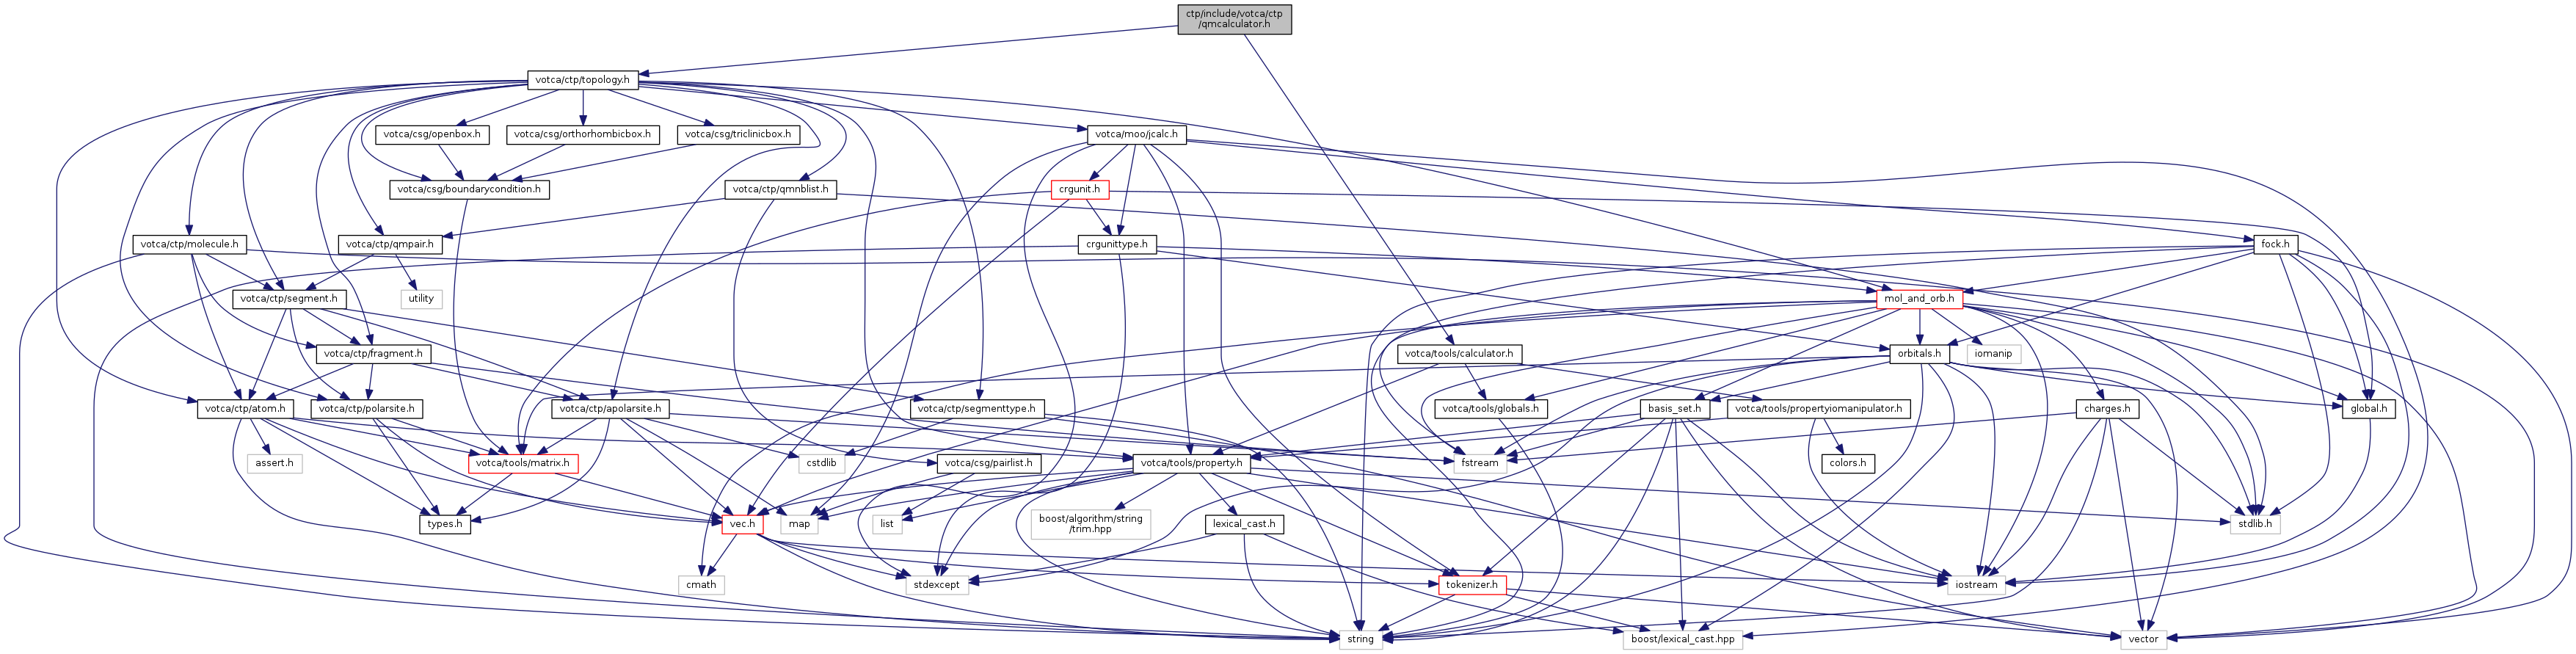 ctp/include/votca/ctp
/qmcalculator.h
votca/ctp/topology.h
votca/csg/openbox.h
votca/csg/orthorhombicbox.h
votca/csg/triclinicbox.h
votca/moo/jcalc.h
votca/csg/boundarycondition.h
votca/ctp/qmnblist.h
crgunit.h
votca/ctp/molecule.h
votca/ctp/qmpair.h
crgunittype.h
fock.h
votca/ctp/segment.h
utility
mol_and_orb.h
votca/ctp/fragment.h
votca/tools/calculator.h
orbitals.h
iomanip
votca/ctp/atom.h
votca/ctp/polarsite.h
votca/ctp/apolarsite.h
votca/ctp/segmenttype.h
votca/tools/globals.h
basis_set.h
votca/tools/propertyiomanipulator.h
charges.h
global.h
assert.h
votca/tools/matrix.h
cstdlib
votca/csg/pairlist.h
votca/tools/property.h
fstream
colors.h
types.h
vec.h
map
list
boost/algorithm/string
/trim.hpp
lexical_cast.h
stdlib.h
cmath
stdexcept
tokenizer.h
iostream
string
boost/lexical_cast.hpp
vector